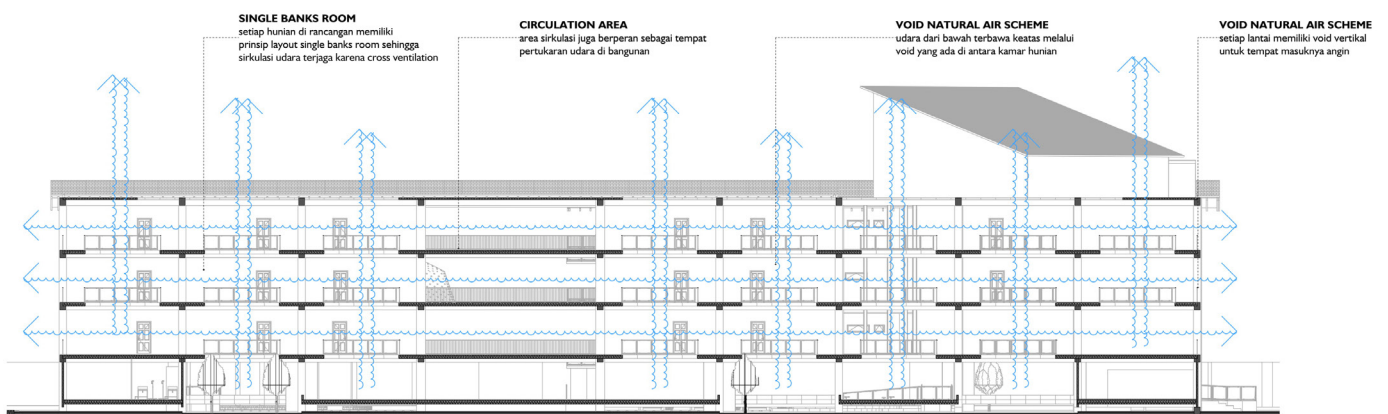 SINGLE BANKS ROOM
setiap hunian di rancangan memiliki
prinsip layout single banks room sehingga
sirkulasi udara terjaga karena cross ventilation
CIRCULATION AREA
area sirkulasi juga berperan sebagai tempat
pertukaran udara di bangunan
VOID NATURAL AIR SCHEME
udara dari bawah terbawa keatas melalui
void yang ada di antara kamar hunian
VOID NATURAL AIR SCHEME
setiap lantai memiliki void vertikal
untuk tempat masuknya angin